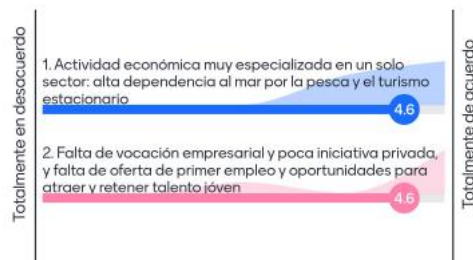 Totalmente en desacuerdo
1. Actividad económica muy especializada en un solo
sector: alta dependencia al mar por la pesca y el turismo
estacionario
4.6
2. Falta de vocación empresarial y poca iniciativa privada,
y falta de oferta de primer empleo y oportunidades para
atraer y retener talento jóven
4.6
Totalmente de acuerdo